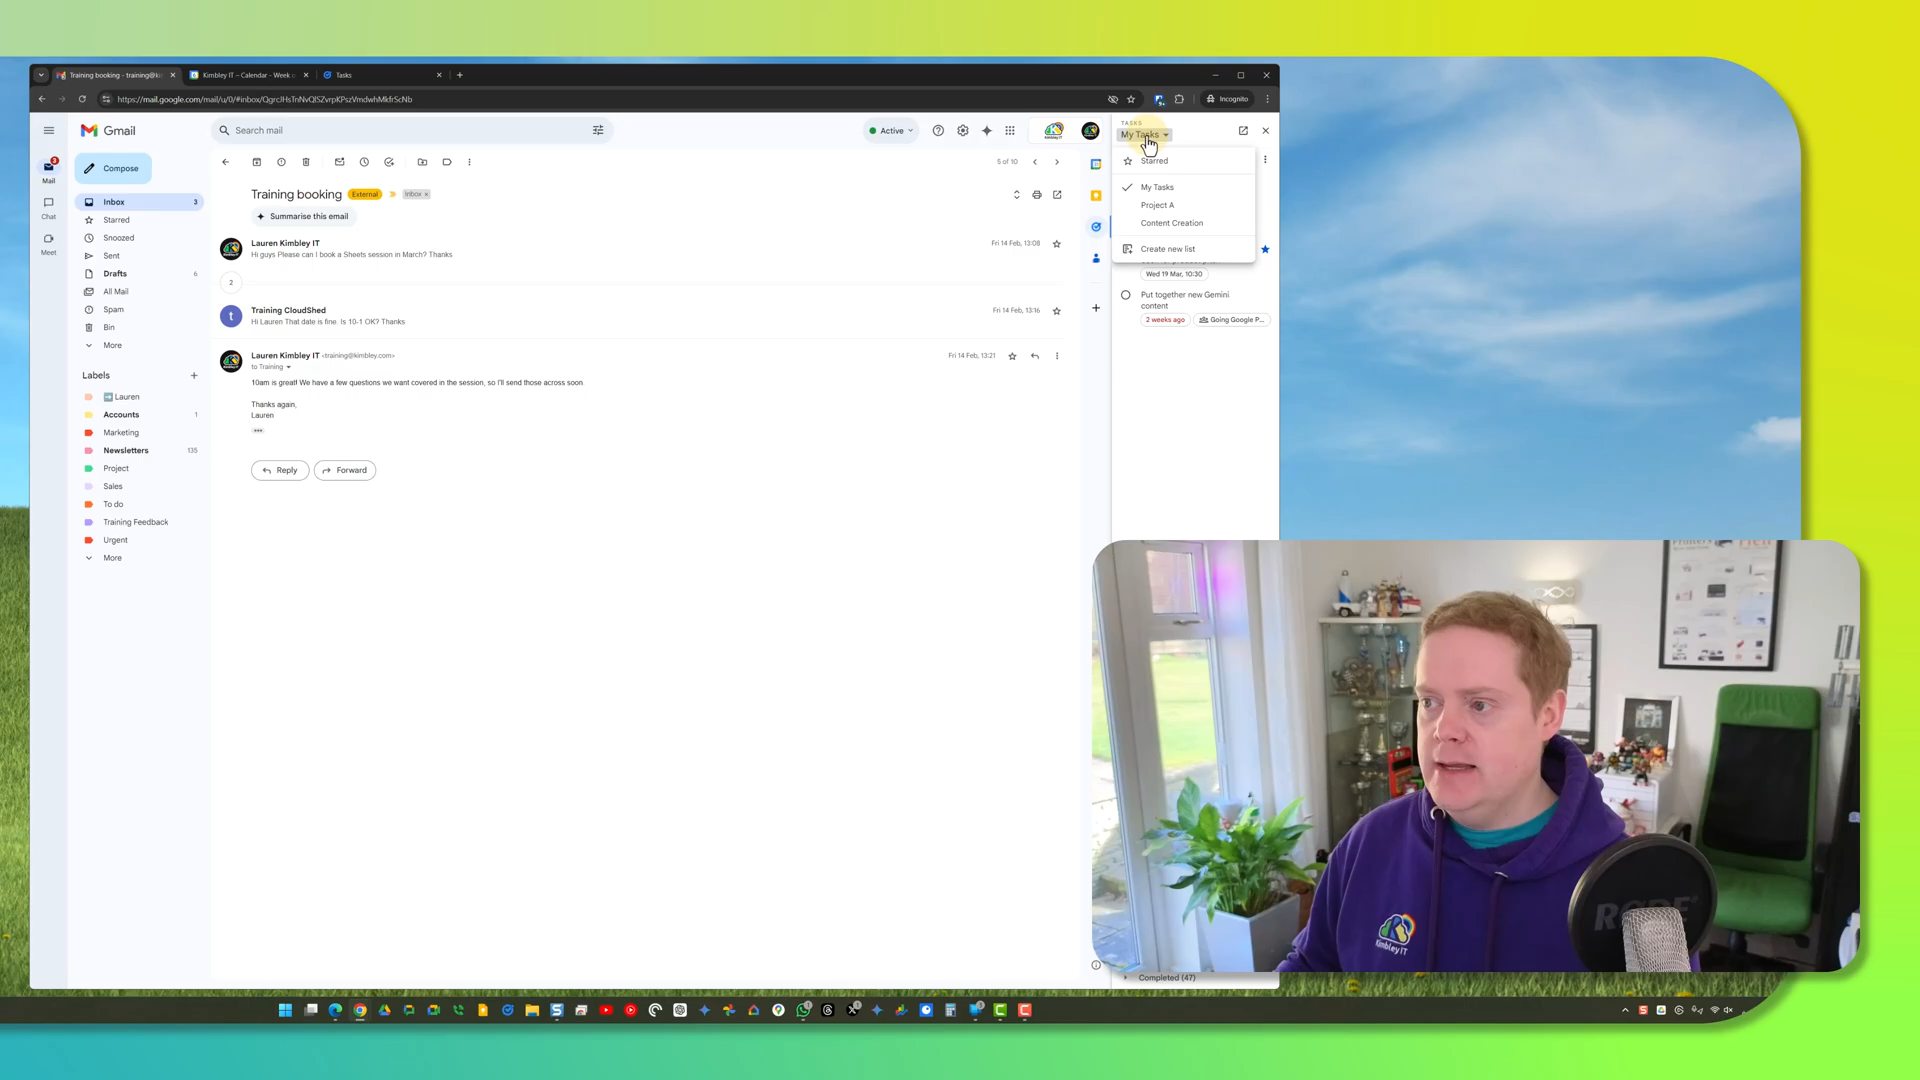 Training booking - training@ki
Kimbley IT – Calendar - Week o
Tasks
https://mail.google.com/mail/u/0/#inbox/QgrcJHsTnNvQlSZvrpKPszVmdwhMkfrScNb
Incognito
Gmail
Search mail
Active
TASKS
My Tasks
Mail
3
Chat
Meet
Compose
Inbox 3
Starred
Snoozed
Sent
Drafts 6
All Mail
Spam
Bin
More
Labels
Lauren
Accounts 1
Marketing
Newsletters 135
Project
Sales
To do
Training Feedback
Urgent
More
5 of 10
Training booking External Inbox
Summarise this email
Lauren Kimbley IT Fri 14 Feb, 13:08
Hi guys Please can I book a Sheets session in March? Thanks
2
Training CloudShed Fri 14 Feb, 13:16
Hi Lauren That date is fine. Is 10-1 OK? Thanks
Lauren Kimbley IT <training@kimbley.com> Fri 14 Feb, 13:21
to Training
10am is great! We have a few questions we want covered in the session, so I'll send those across soon.
Thanks again,
Lauren
Reply
Forward
Starred
My Tasks
Project A
Content Creation
Create new list
Wed 19 Mar, 10:30
Put together new Gemini
content
2 weeks ago
Going Google P...
Completed (47)
Kimbley IT
RØDE